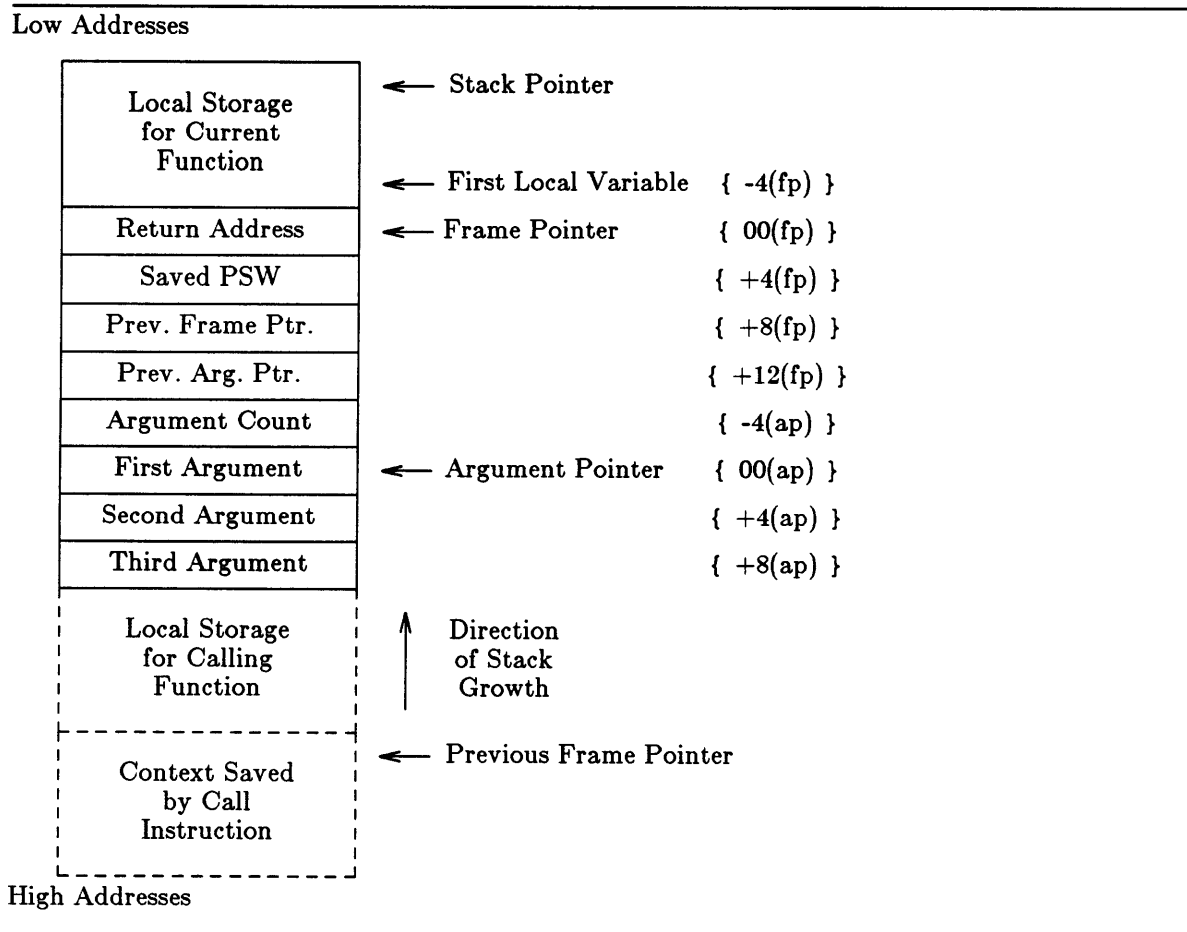 Low Addresses
Local Storage
for Current
Function
Stack Pointer
First Local Variable { -4(fp) }
Return Address
Frame Pointer { 00(fp) }
Saved PSW { +4(fp) }
Prev. Frame Ptr. { +8(fp) }
Prev. Arg. Ptr. { +12(fp) }
Argument Count { -4(ap) }
First Argument
Argument Pointer { 00(ap) }
Second Argument { +4(ap) }
Third Argument { +8(ap) }
Local Storage
for Calling
Function
Direction
of Stack
Growth
Previous Frame Pointer
Context Saved
by Call
Instruction
High Addresses